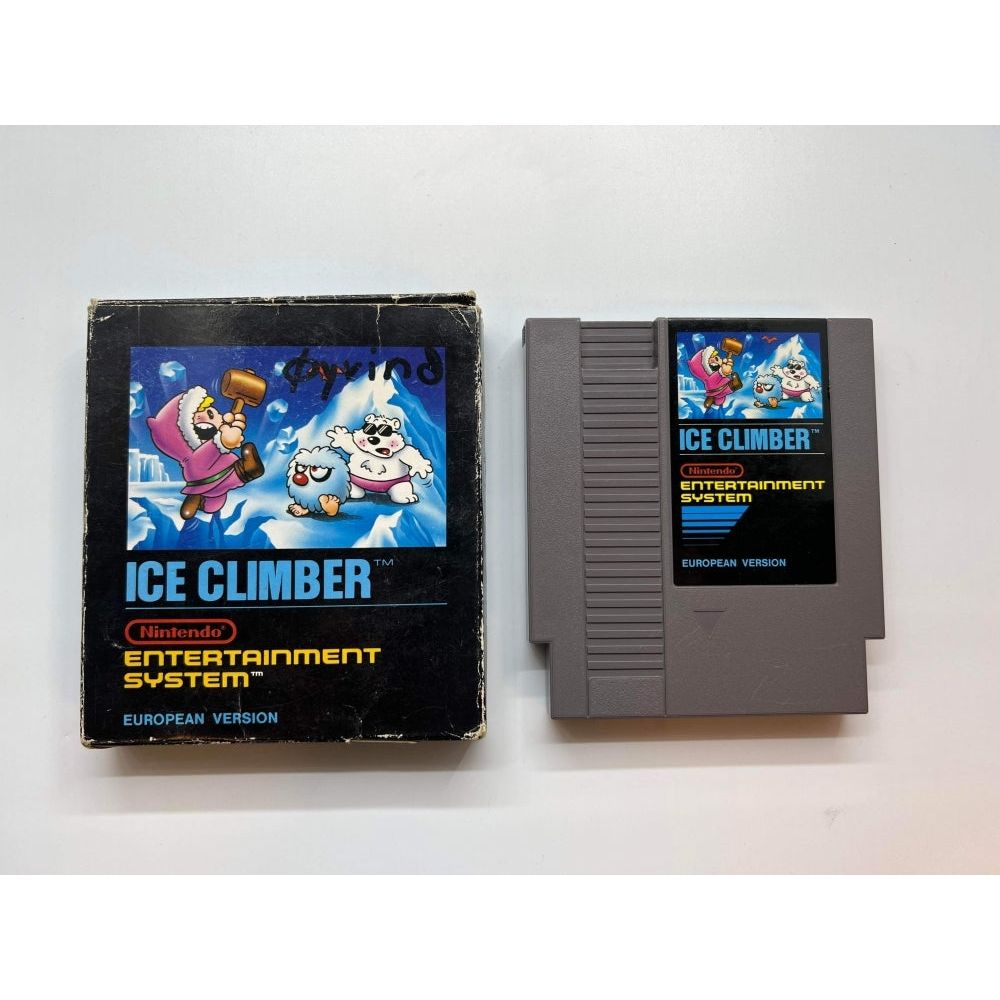 Øyvind
ICE CLIMBER™
Nintendo®
ENTERTAINMENT
SYSTEM™
EUROPEAN VERSION
ICE CLIMBER™
Nintendo®
ENTERTAINMENT
SYSTEM
EUROPEAN VERSION